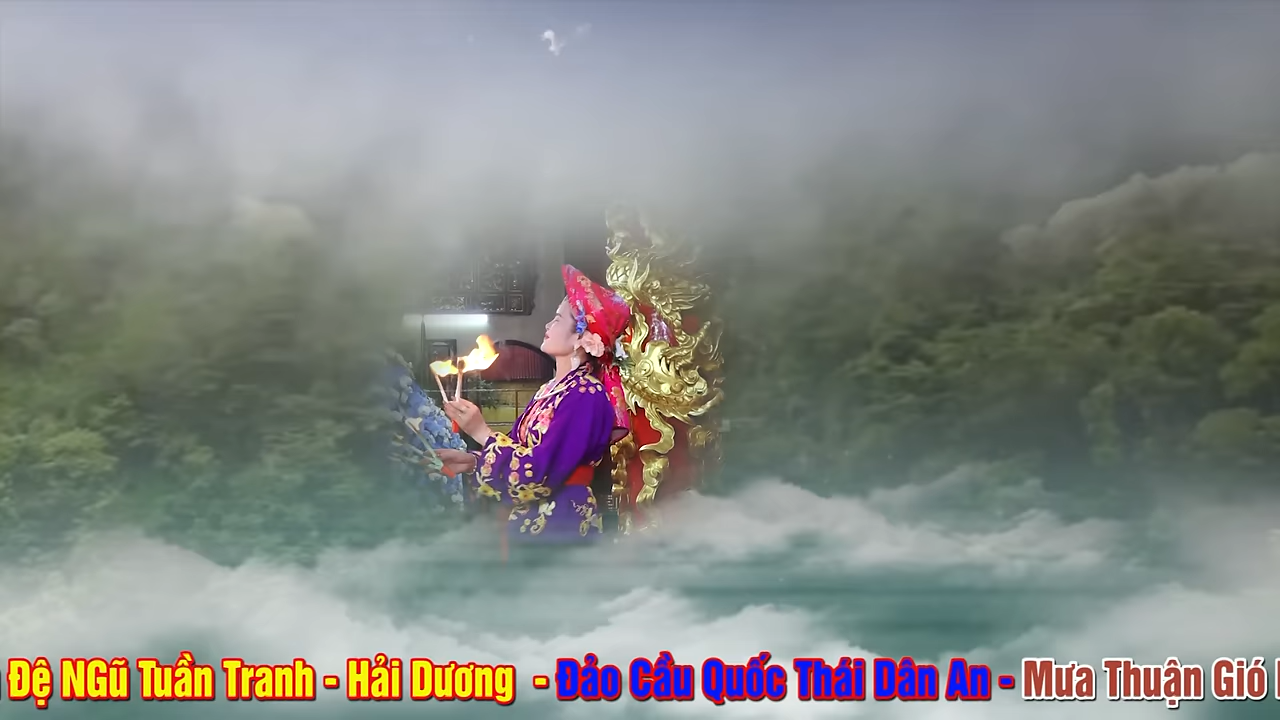 Đệ NGũ Tuần Tranh - Hải Dương - Đảo Cầu Quốc Thái Dân An - Mưa Thuận Gió